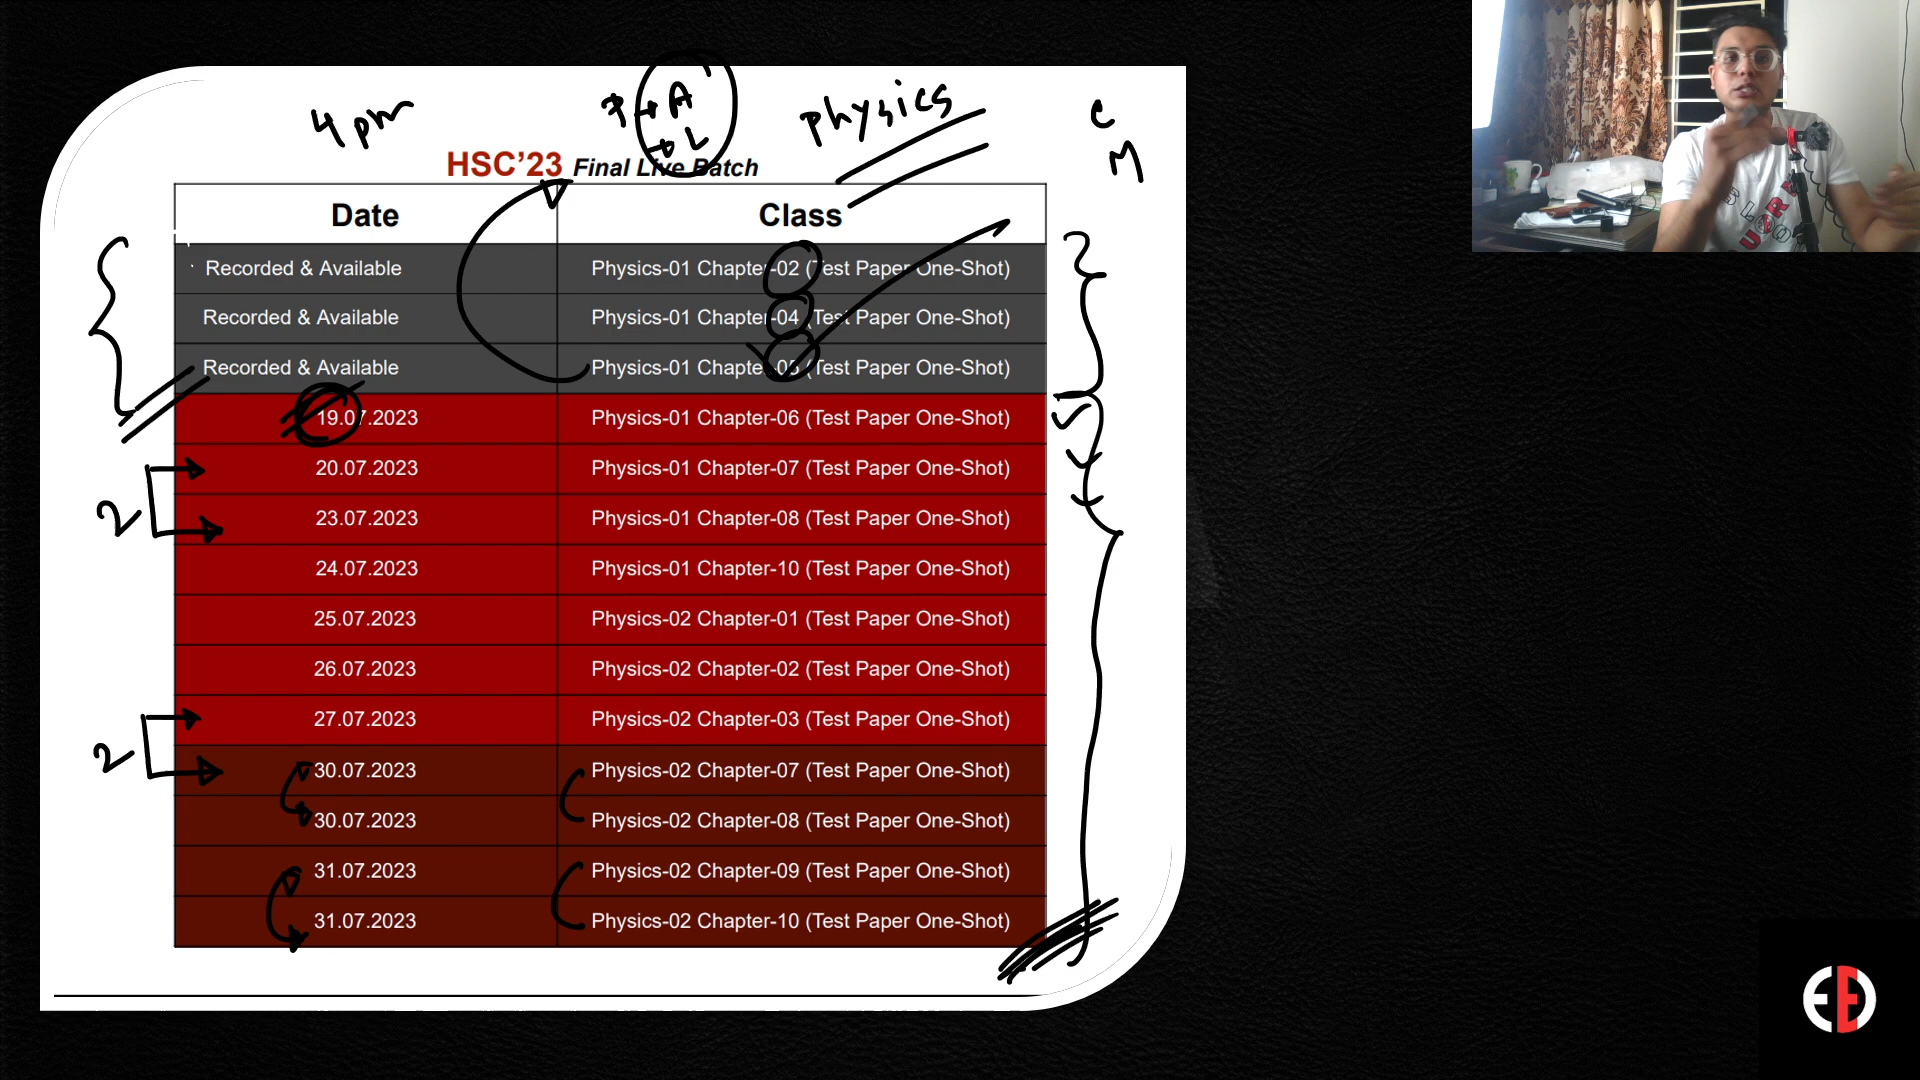 4 pm
P + A
+ L
Physics
C
M
HSC’23 Final Live Batch
Date Class
Recorded & Available Physics-01 Chapter-02 (Test Paper One-Shot)
Recorded & Available Physics-01 Chapter-04 (Test Paper One-Shot)
Recorded & Available Physics-01 Chapter-05 (Test Paper One-Shot)
19.07.2023 Physics-01 Chapter-06 (Test Paper One-Shot)
20.07.2023 Physics-01 Chapter-07 (Test Paper One-Shot)
2 23.07.2023 Physics-01 Chapter-08 (Test Paper One-Shot)
24.07.2023 Physics-01 Chapter-10 (Test Paper One-Shot)
25.07.2023 Physics-02 Chapter-01 (Test Paper One-Shot)
26.07.2023 Physics-02 Chapter-02 (Test Paper One-Shot)
27.07.2023 Physics-02 Chapter-03 (Test Paper One-Shot)
2 30.07.2023 Physics-02 Chapter-07 (Test Paper One-Shot)
30.07.2023 Physics-02 Chapter-08 (Test Paper One-Shot)
31.07.2023 Physics-02 Chapter-09 (Test Paper One-Shot)
31.07.2023 Physics-02 Chapter-10 (Test Paper One-Shot)